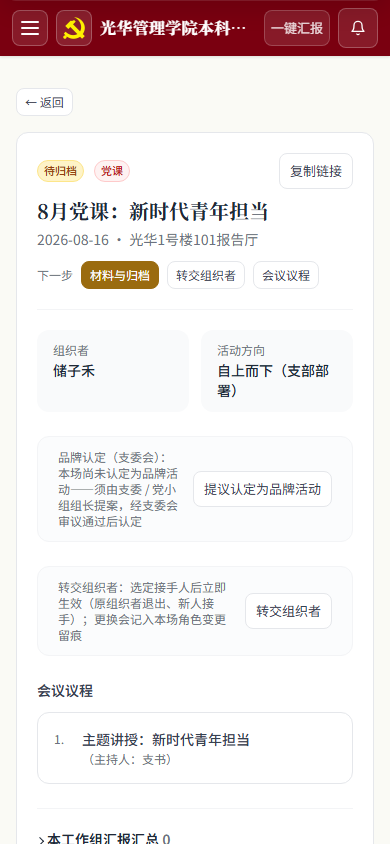 光华管理学院本科…
一键汇报
← 返回
待归档
党课
复制链接
8月党课：新时代青年担当
2026-08-16 · 光华1号楼101报告厅
下一步
材料与归档
转交组织者
会议议程
组织者
储子禾
活动方向
自上而下（支部部
署）
品牌认定（支委会）：
本场尚未认定为品牌活
动——须由支委 / 党小
组组长提案，经支委会
审议通过后认定
提议认定为品牌活动
转交组织者：选定接手人后立即
生效（原组织者退出、新人接
手）；更换会记入本场角色变更
留痕
转交组织者
会议议程
1.
主题讲授：新时代青年担当
（主持人：支书）
本工作组汇报汇总 0